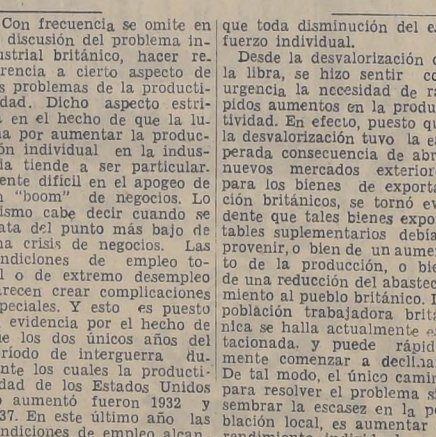 Con frecuencia se omite en
discusión del problema in-
ustrial británico, hacer re-
erencia a cierto aspecto de
s problemas de la producti-
dad. Dicho aspecto estri-
a en el hecho de que la lu-
a por aumentar la produc-
ón individual en la indus-
ia tiende a ser particular-
ente difícil en el apogeo de
n "boom" de negocios. Lo
ismo cabe decir cuando se
ata del punto más bajo de
na crisis de negocios. Las
ndiciones de empleo to-
l o de extremo desempleo
arecen crear complicaciones
peciales. Y esto es puesto
evidencia por el hecho de
e los dos únicos años del
ríodo de interguerra du-
nte los cuales la producti-
dad de los Estados Unidos
aumentó fueron 1932 y
37. En este último año las
ndiciones de empleo alcan
que toda disminución del e
fuerzo individual.
Desde la desvalorización d
la libra, se hizo sentir co
urgencia la necesidad de rá
pidos aumentos en la produ
tividad. En efecto, puesto qu
la desvalorización tuvo la es
perada consecuencia de abr
nuevos mercados exterior
para los bienes de exporta
ción británicos, se tornó ev
dente que tales bienes expo
tables suplementarios debía
provenir, o bien de un aume
to de la producción, o bie
de una reducción del abastec
miento al pueblo británico. L
población trabajadora britá
nica se halla actualmente es
tacionada, y puede rápid
mente comenzar a declinar
De tal modo, el único camin
para resolver el problema si
sembrar la escasez en la po
blación local, es aumentar
rendimiento individual